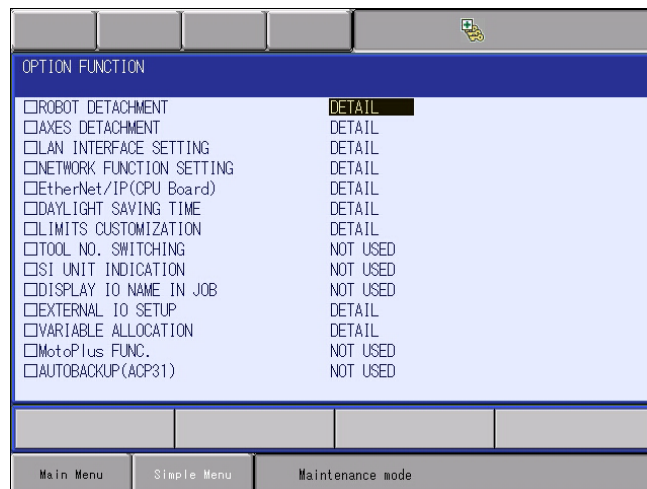 OPTION FUNCTION
□ROBOT DETACHMENT DETAIL
□AXES DETACHMENT DETAIL
□LAN INTERFACE SETTING DETAIL
□NETWORK FUNCTION SETTING DETAIL
□EtherNet/IP(CPU Board) DETAIL
□DAYLIGHT SAVING TIME DETAIL
□LIMITS CUSTOMIZATION DETAIL
□TOOL NO. SWITCHING NOT USED
□SI UNIT INDICATION NOT USED
□DISPLAY IO NAME IN JOB NOT USED
□EXTERNAL IO SETUP DETAIL
□VARIABLE ALLOCATION DETAIL
□MotoPlus FUNC. NOT USED
□AUTOBACKUP(ACP31) NOT USED
Main Menu Simple Menu Maintenance mode